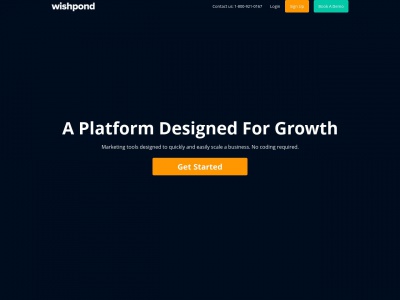 wishpond
Contact us: 1-800-921-0167 Login Sign Up Book A Demo
A Platform Designed For Growth
Marketing tools designed to quickly and easily scale a business. No coding required.
Get Started